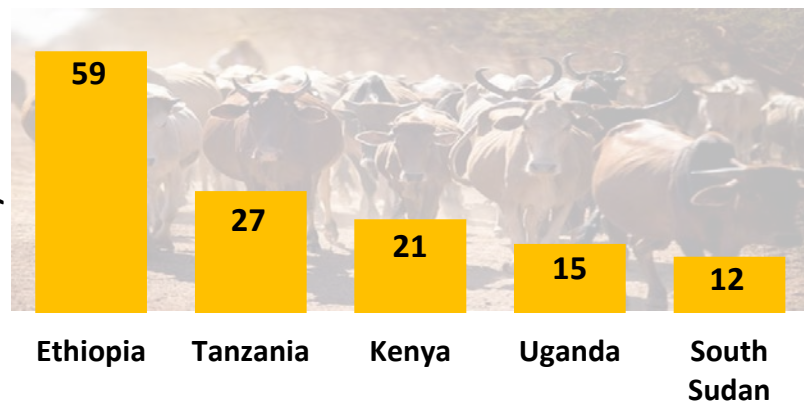 59
27
21
15
12
Ethiopia
Tanzania
Kenya
Uganda
South
Sudan